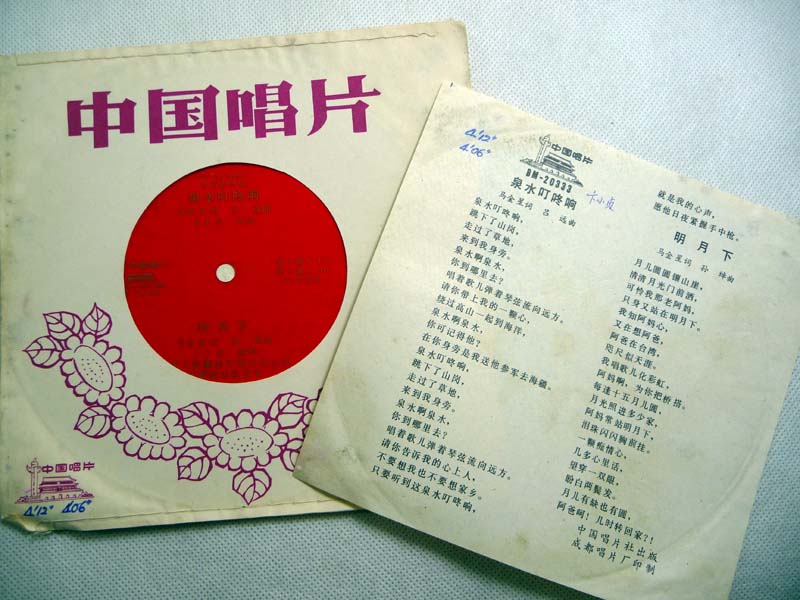 中国唱片
泉水叮咚响
中国唱片
4'12" 4'06"
4'12"
4'06"
中国唱片
BM-20333
泉水叮咚响
卞小贞
马金星词 吕远曲
泉水叮咚响,
跳下了山岗,
走过了草地,
来到我身旁。
泉水啊泉水,
你到哪里去?
唱着歌儿弹着琴弦流向远方。
请你带上我的一颗心,
绕过高山一起到海洋,
泉水啊泉水,
你可记得他?
在你身旁是我送他参军去海疆。
泉水叮咚响,
跳下了山岗,
走过了草地,
来到我身旁。
泉水啊泉水,
你到哪里去?
唱着歌儿弹着琴弦流向远方。
请你告诉我的心上人,
不要想我也不要想家乡。
只要听到这泉水叮咚响,
就是我的心声,
愿他日夜紧握手中枪。
明月下
马金星词 孙 曲
月儿圆圆镶山崖,
清清月光门前洒,
可怜我那老阿妈,
只身又站在明月下。
我知阿妈心,
又在想阿爸,
阿爸在台湾,
咫尺似天涯。
我唱歌儿化彩虹,
阿妈啊,为你把桥搭。
每逢十五月儿圆,
月光照进多少家,
阿妈常站明月下,
泪珠闪闪胸前挂。
一颗痴情心,
几多心里话,
望穿一双眼,
盼白两鬓发。
月儿有缺也有圆,
阿爸呵!几时转回家?!
中国唱片社出版
成都唱片厂印制